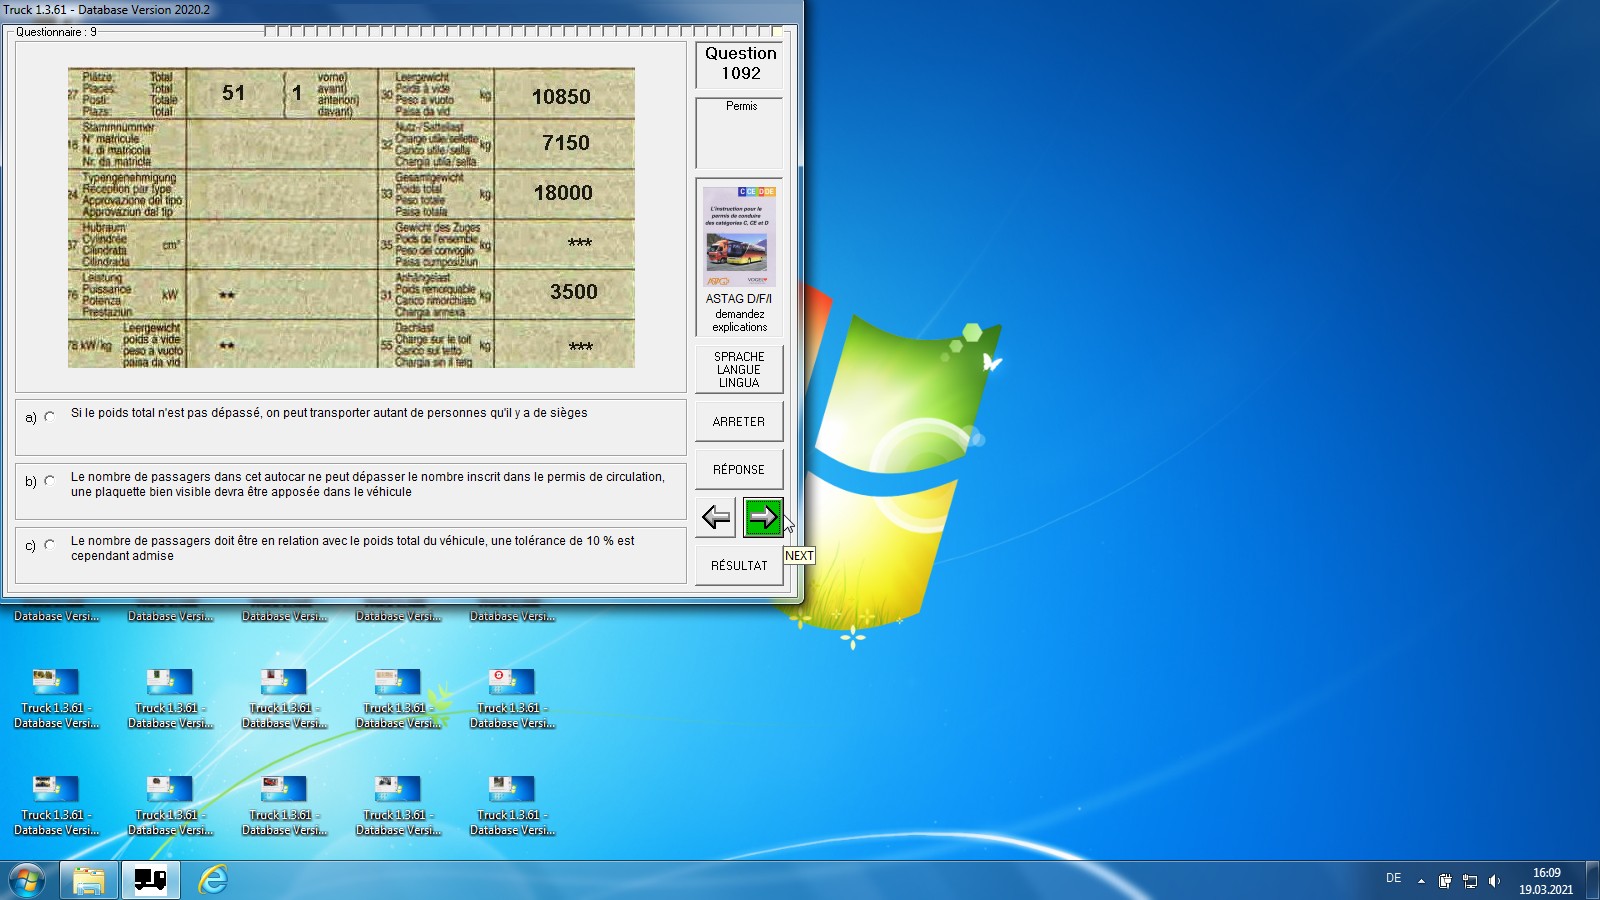 Truck 1.3.61 - Database Version 2020.2
Questionnaire : 9
27 Plätze: Total
Places: Total
Posti: Totale
Plazs: Total
51
( 1
vorne)
avant)
anteriori)
davant)
30 Leergewicht
Poids à vide
Peso a vuoto
Paisa da vid
kg
10850
18 Stammnummer
N° matricule
N. di matricola
Nr. da matricla
32 Nutz-/Sattellast
Charge utile/sellette
Carico utile/sella
Chargia utila/sella
kg
7150
24 Typengenehmigung
Réception par type
Approvazione del tipo
Approvaziun dal tip
33 Gesamtgewicht
Poids total
Peso totale
Paisa totala
kg
18000
37 Hubraum
Cylindrée
Cilindrata
Cilindrada
cm³
35 Gewicht des Zuges
Poids de l'ensemble
Peso del convoglio
Paisa cumposiziun
kg
***
76 Leistung
Puissance
Potenza
Prestaziun
kW
**
31 Anhängelast
Poids remorquable
Carico rimorchiato
Chargia annexa
kg
3500
78 kW/kg
Leergewicht
poids à vide
peso a vuoto
paisa da vid
**
55 Dachlast
Charge sur le toit
Carico sul tetto
Chargia sin il tetg
kg
***
Question
1092
Permis
C CE D DE
L'instruction pour le
permis de conduire
des catégories C, CE et D
ASTAG D/F/I
demandez
explications
SPRACHE
LANGUE
LINGUA
ARRETER
RÉPONSE
NEXT
RÉSULTAT
a) Si le poids total n'est pas dépassé, on peut transporter autant de personnes qu'il y a de sièges
b) Le nombre de passagers dans cet autocar ne peut dépasser le nombre inscrit dans le permis de circulation,
une plaquette bien visible devra être apposée dans le véhicule
c) Le nombre de passagers doit être en relation avec le poids total du véhicule, une tolérance de 10 % est
cependant admise
Database Versi... Database Versi... Database Versi... Database Versi... Database Versi...
Truck 1.3.61 - Truck 1.3.61 - Truck 1.3.61 - Truck 1.3.61 - Truck 1.3.61 -
Database Versi... Database Versi... Database Versi... Database Versi... Database Versi...
Truck 1.3.61 - Truck 1.3.61 - Truck 1.3.61 - Truck 1.3.61 - Truck 1.3.61 -
Database Versi... Database Versi... Database Versi... Database Versi... Database Versi...
DE
16:09
19.03.2021